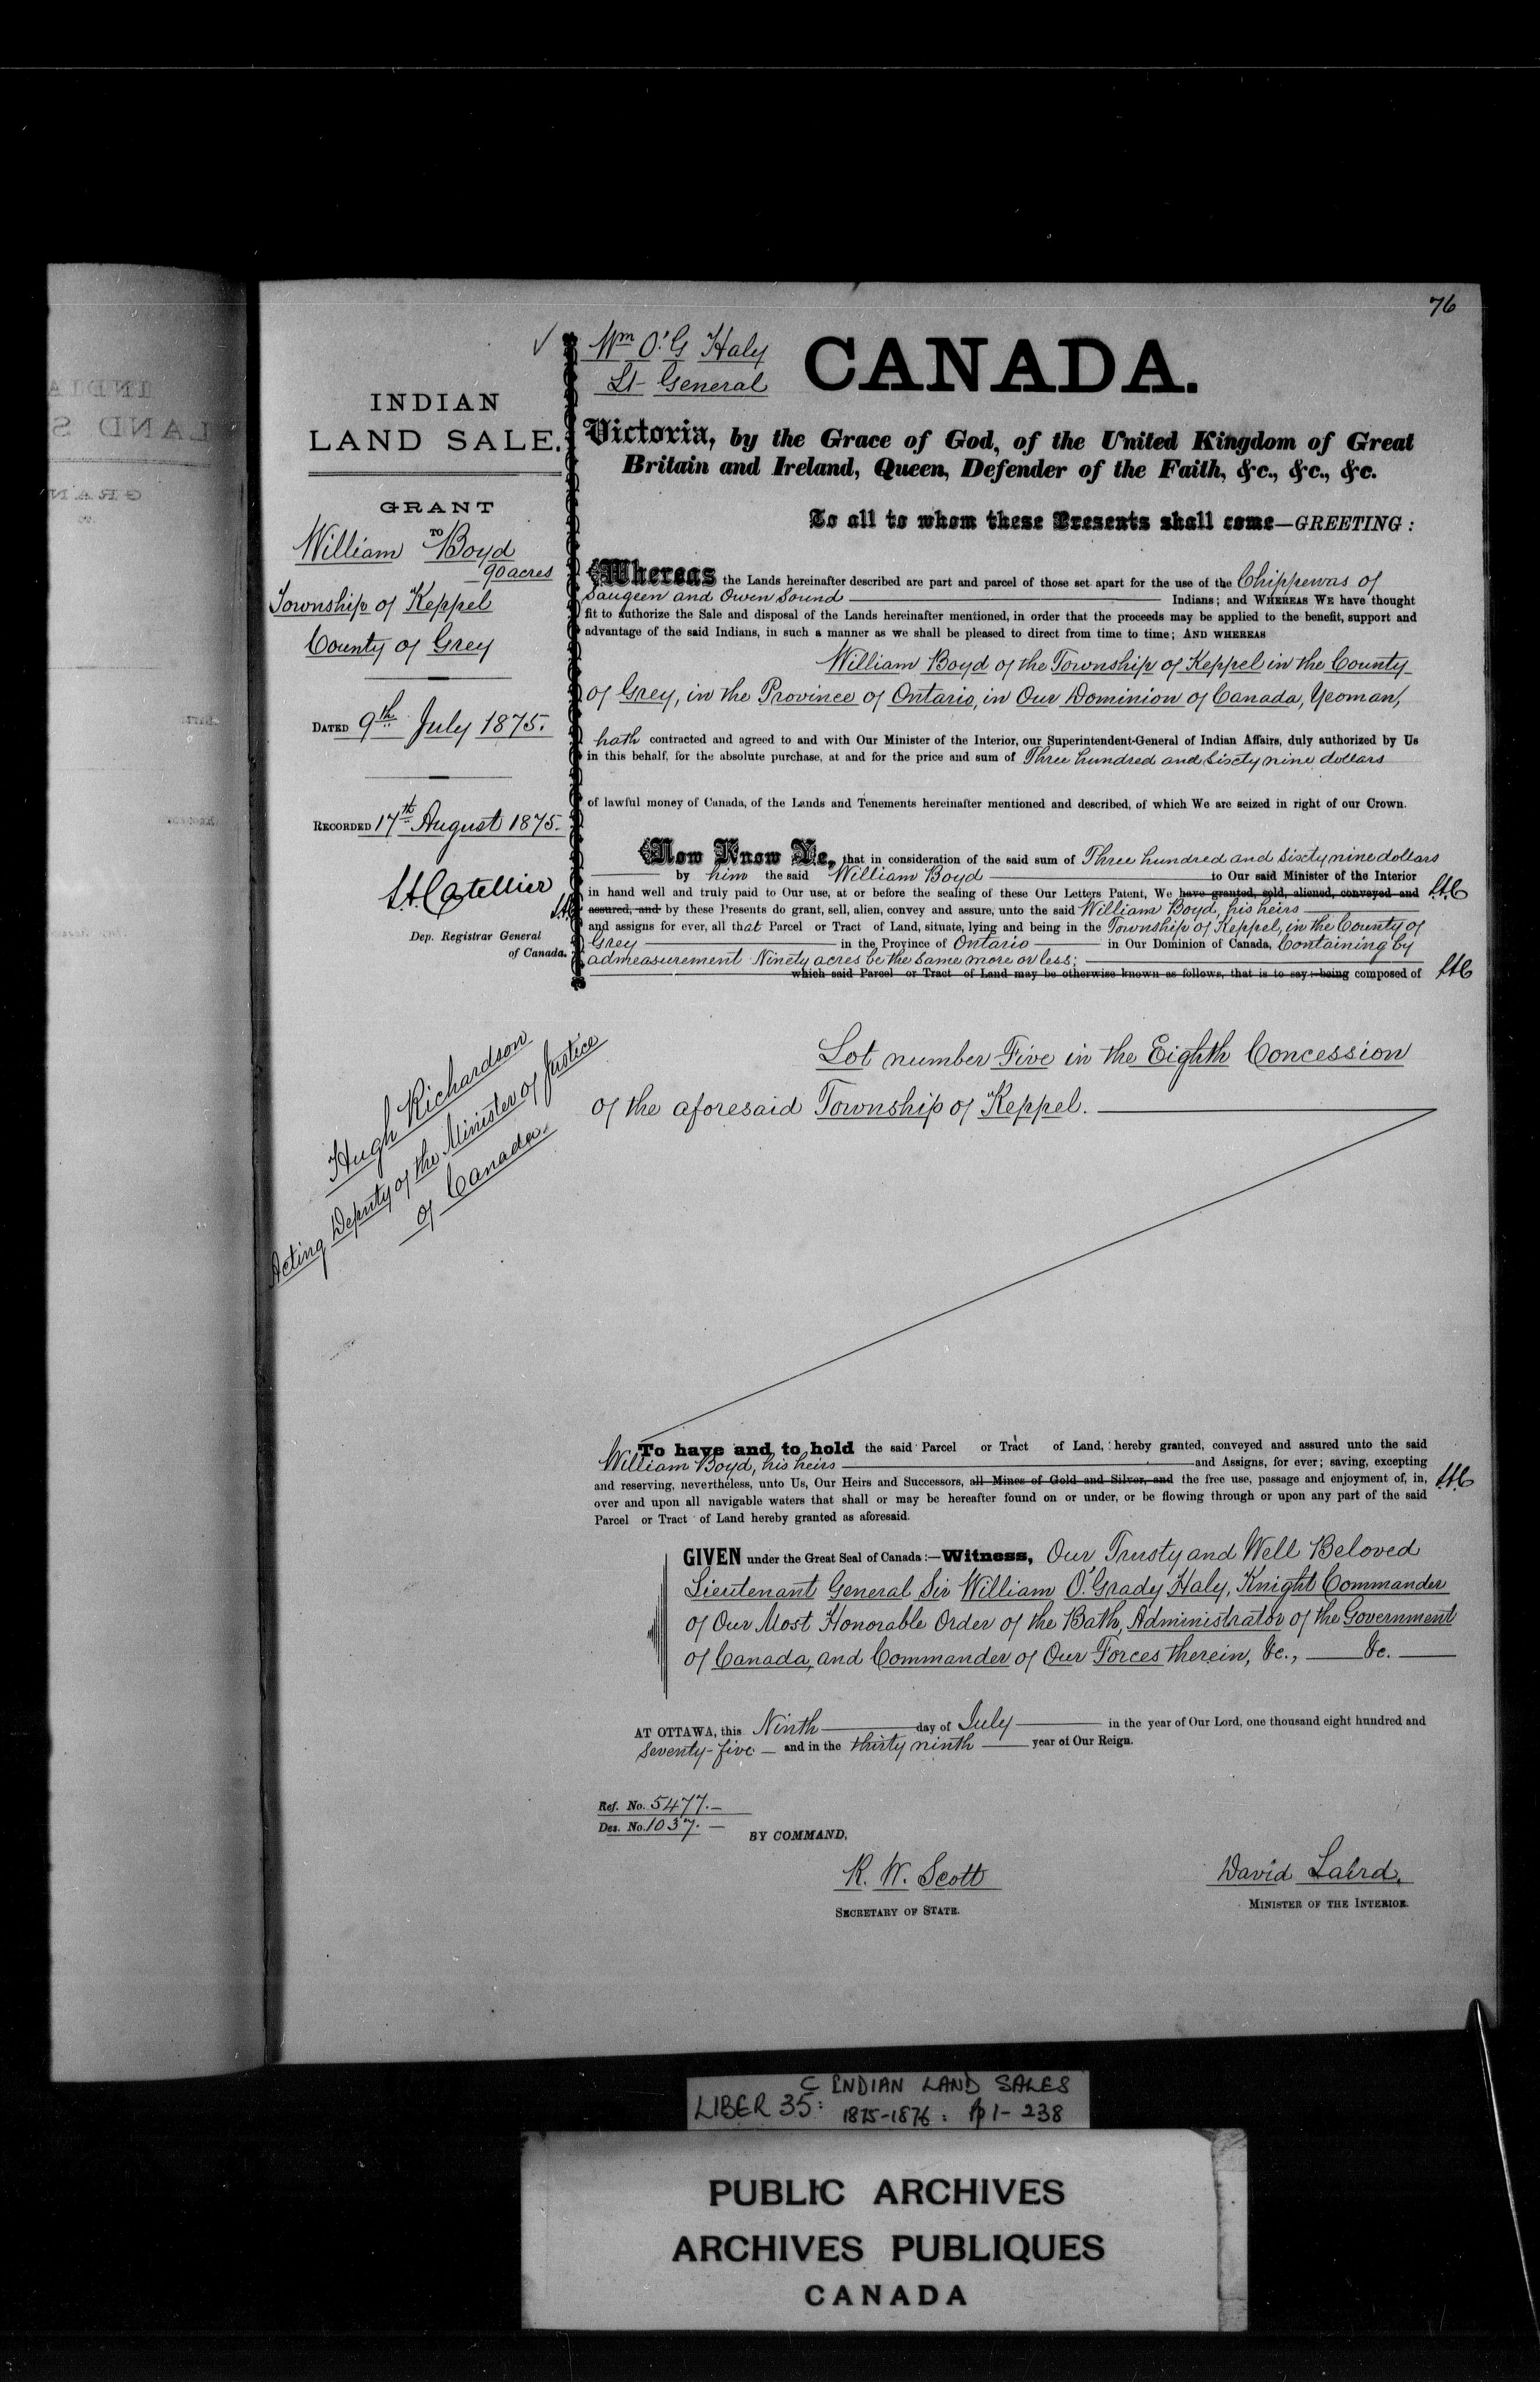 76
Wm O'G Haly
Lt General
CANADA.
INDIAN
LAND SALE.
GRANT
TO
William Boyd
90 acres
Township of Keppel
County of Grey
DATED 9th July 1875.
RECORDED 17th August 1875.
Dep. Registrar General
of Canada.
Hugh Richardson
Acting Deputy of the Minister of Justice
of Canada.
Victoria, by the Grace of God, of the United Kingdom of Great
Britain and Ireland, Queen, Defender of the Faith, &c., &c., &c.
To all to whom these Presents shall come—GREETING:
Whereas the Lands hereinafter described are part and parcel of those set apart for the use of the Chippewas of
Saugeen and Owen Sound Indians; and WHEREAS WE have thought
fit to authorize the Sale and disposal of the Lands hereinafter mentioned, in order that the proceeds may be applied to the benefit, support and
advantage of the said Indians, in such a manner as we shall be pleased to direct from time to time; AND WHEREAS
William Boyd of the Township of Keppel in the County
of Grey, in the Province of Ontario, in Our Dominion of Canada, Yeoman,
hath contracted and agreed to and with Our Minister of the Interior, our Superintendent-General of Indian Affairs, duly authorized by Us
in this behalf, for the absolute purchase, at and for the price and sum of Three hundred and Sixty nine dollars
of lawful money of Canada, of the Lands and Tenements hereinafter mentioned and described, of which We are seized in right of our Crown.
Now Know Ye, that in consideration of the said sum of Three hundred and Sixty nine dollars
by him the said William Boyd to Our said Minister of the Interior
in hand well and truly paid to Our use, at or before the sealing of these Our Letters Patent, We have granted, sold, aliened, conveyed and
assured, and by these Presents do grant, sell, alien, convey and assure, unto the said William Boyd, his heirs
and assigns for ever, all that Parcel or Tract of Land, situate, lying and being in the Township of Keppel, in the County of
Grey in the Province of Ontario in Our Dominion of Canada, Containing by
admeasurement Ninety acres be the same more or less;
which said Parcel or Tract of Land may be otherwise known as follows, that is to say:—being composed of
Lot number Five in the Eighth Concession
of the aforesaid Township of Keppel.
To have and to hold the said Parcel or Tract of Land, hereby granted, conveyed and assured unto the said
William Boyd, his heirs and Assigns, for ever; saving, excepting
and reserving, nevertheless, unto Us, Our Heirs and Successors, all Mines of Gold and Silver, and the free use, passage and enjoyment of, in,
over and upon all navigable waters that shall or may be hereafter found on or under, or be flowing through or upon any part of the said
Parcel or Tract of Land hereby granted as aforesaid.
GIVEN under the Great Seal of Canada:—Witness, Our Trusty and Well Beloved
Lieutenant General Sir William O'Grady Haly, Knight Commander
of Our Most Honorable Order of the Bath, Administrator of the Government
of Canada, and Commander of Our Forces therein, &c., &c.
AT OTTAWA, this Ninth day of July in the year of Our Lord, one thousand eight hundred and
Seventy-five and in the thirty ninth year of Our Reign.
Ref. No. 5477.
Des. No. 1037.
BY COMMAND,
R. W. Scott
SECRETARY OF STATE.
David Laird,
MINISTER OF THE INTERIOR.
C INDIAN LAND SALES
LIBER 35: 1875-1876: pp 1-238
PUBLIC ARCHIVES
ARCHIVES PUBLIQUES
CANADA